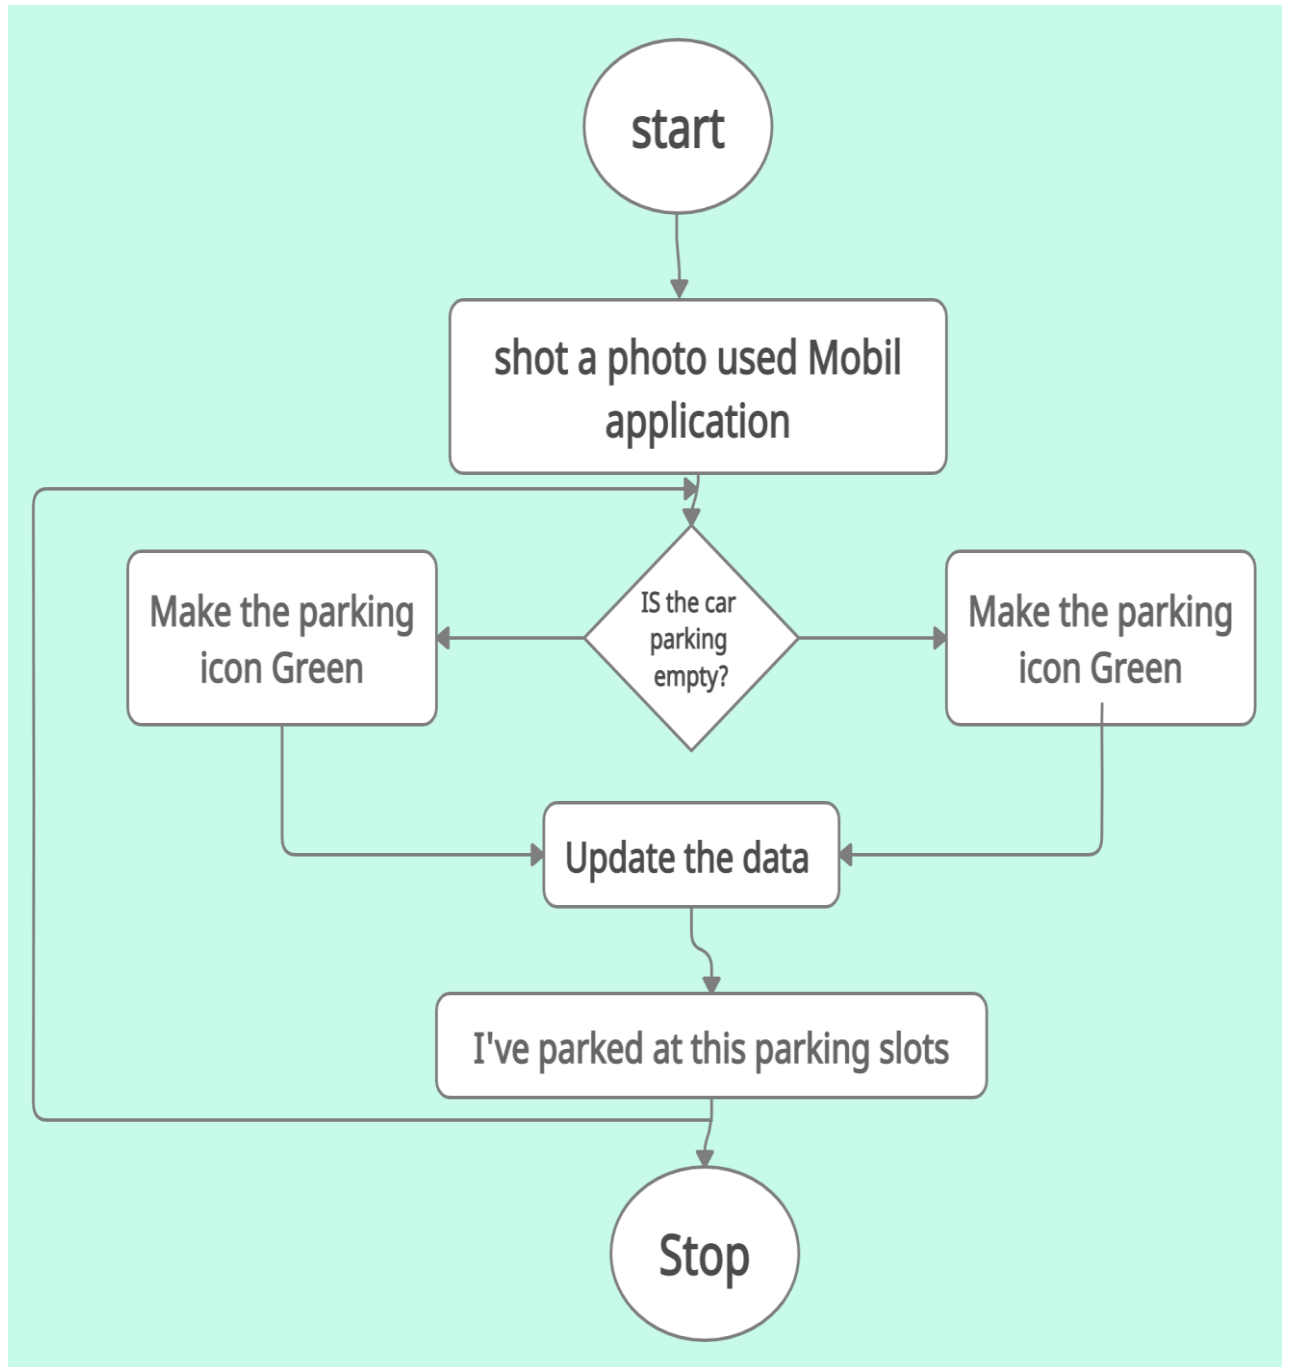 start
shot a photo used Mobil
application
Make the parking
icon Green
IS the car
parking
empty?
Make the parking
icon Green
Update the data
I've parked at this parking slots
Stop